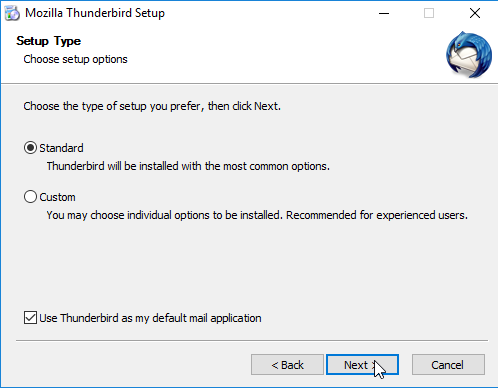 Mozilla Thunderbird Setup
Setup Type
Choose setup options
Choose the type of setup you prefer, then click Next.
Standard
Thunderbird will be installed with the most common options.
Custom
You may choose individual options to be installed. Recommended for experienced users.
Use Thunderbird as my default mail application
< Back Next > Cancel